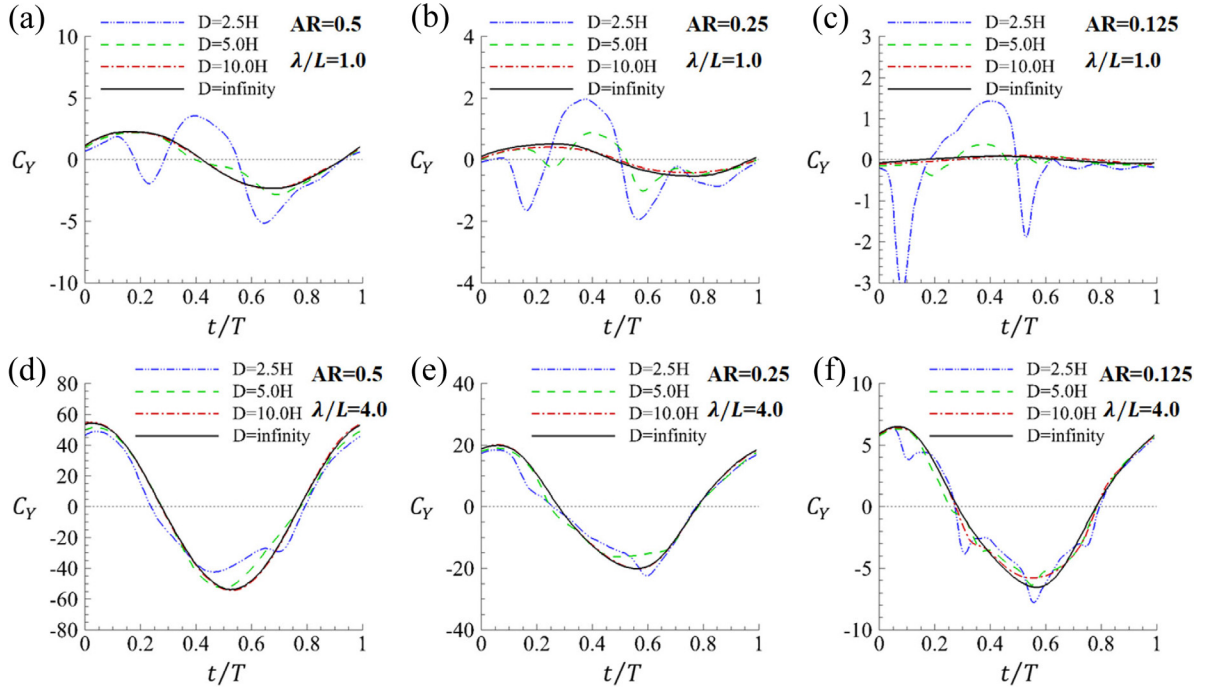 (a)
D=2.5H
D=5.0H
D=10.0H
D=infinity
AR=0.5
λ/L=1.0
10
5
0
-5
-10
C_Y
0 0.2 0.4 0.6 0.8 1
t/T
(b)
D=2.5H
D=5.0H
D=10.0H
D=infinity
AR=0.25
λ/L=1.0
4
2
0
-2
-4
C_Y
0 0.2 0.4 0.6 0.8 1
t/T
(c)
D=2.5H
D=5.0H
D=10.0H
D=infinity
AR=0.125
λ/L=1.0
3
2
1
0
-1
-2
-3
C_Y
0 0.2 0.4 0.6 0.8 1
t/T
(d)
D=2.5H
D=5.0H
D=10.0H
D=infinity
AR=0.5
λ/L=4.0
80
60
40
20
0
-20
-40
-60
-80
C_Y
0 0.2 0.4 0.6 0.8 1
t/T
(e)
D=2.5H
D=5.0H
D=10.0H
D=infinity
AR=0.25
λ/L=4.0
40
20
0
-20
-40
C_Y
0 0.2 0.4 0.6 0.8 1
t/T
(f)
D=2.5H
D=5.0H
D=10.0H
D=infinity
AR=0.125
λ/L=4.0
10
5
0
-5
-10
C_Y
0 0.2 0.4 0.6 0.8 1
t/T